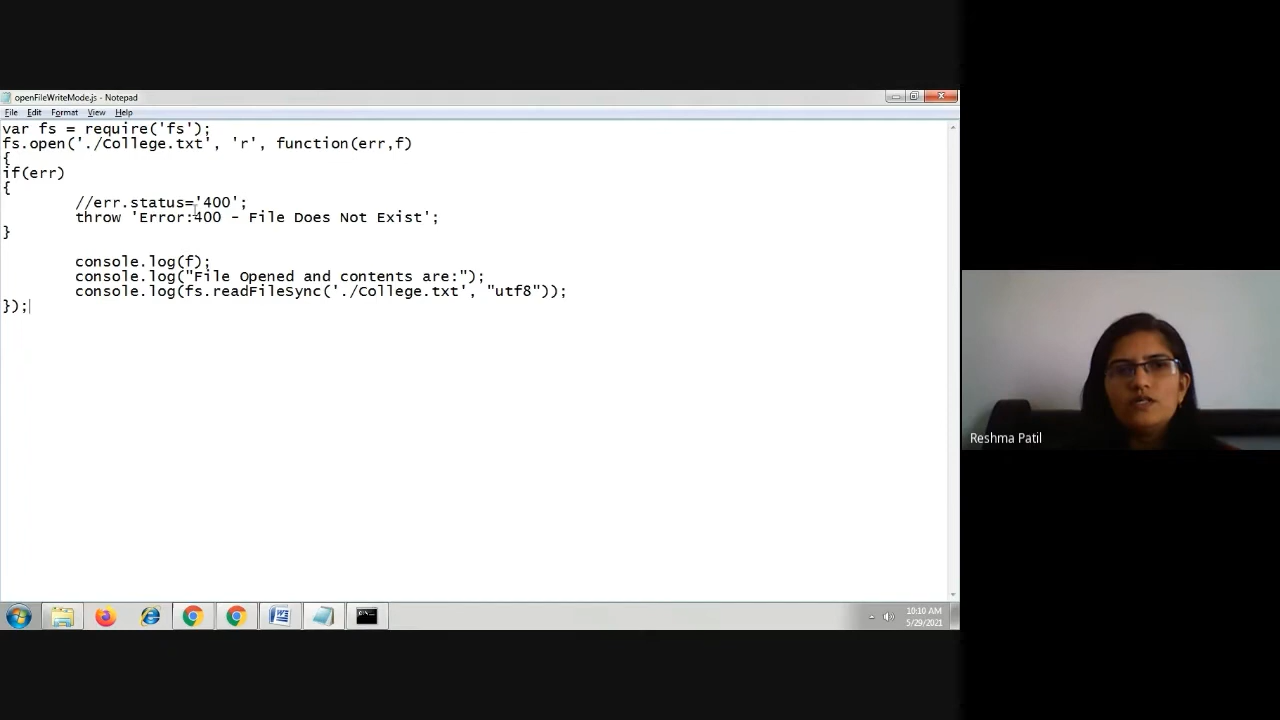 openFileWriteMode.js - Notepad
File Edit Format View Help
var fs = require('fs');
fs.open('./College.txt', 'r', function(err,f)
{
if(err)
{
//err.status='400';
throw 'Error:400 - File Does Not Exist';
}
console.log(f);
console.log("File Opened and contents are:");
console.log(fs.readFileSync('./College.txt', "utf8"));
});
Reshma Patil
10:10 AM
5/29/2021